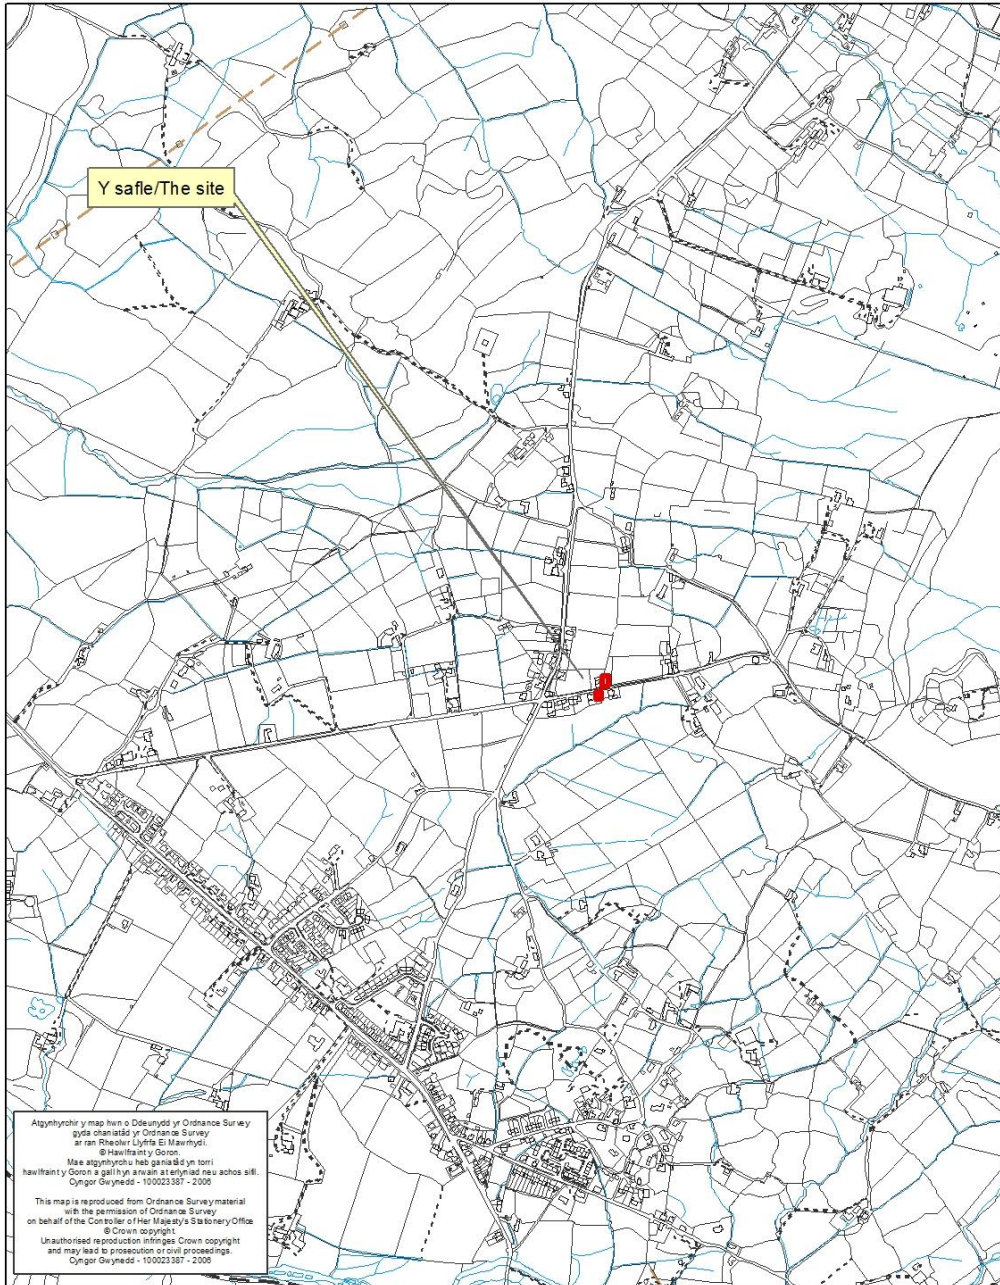 Y safle/The site
Atgynhyrchir y map hwn o Ddeunydd yr Ordnance Survey
gyda chaniatâd yr Ordnance Survey
ar ran Rheolwr Llyfrfa Ei Mawrhydi.
© Hawlfraint y Goron.
Mae atgynhyrchu heb ganiatâd yn torri
hawlfraint y Goron a gall hyn arwain at erlyniad neu achos sifil.
Cyngor Gwynedd - 100023387 - 2006
This map is reproduced from Ordnance Survey material
with the permission of Ordnance Survey
on behalf of the Controller of Her Majesty's Stationery Office
© Crown copyright.
Unauthorised reproduction infringes Crown copyright
and may lead to prosecution or civil proceedings.
Cyngor Gwynedd - 100023387 - 2006